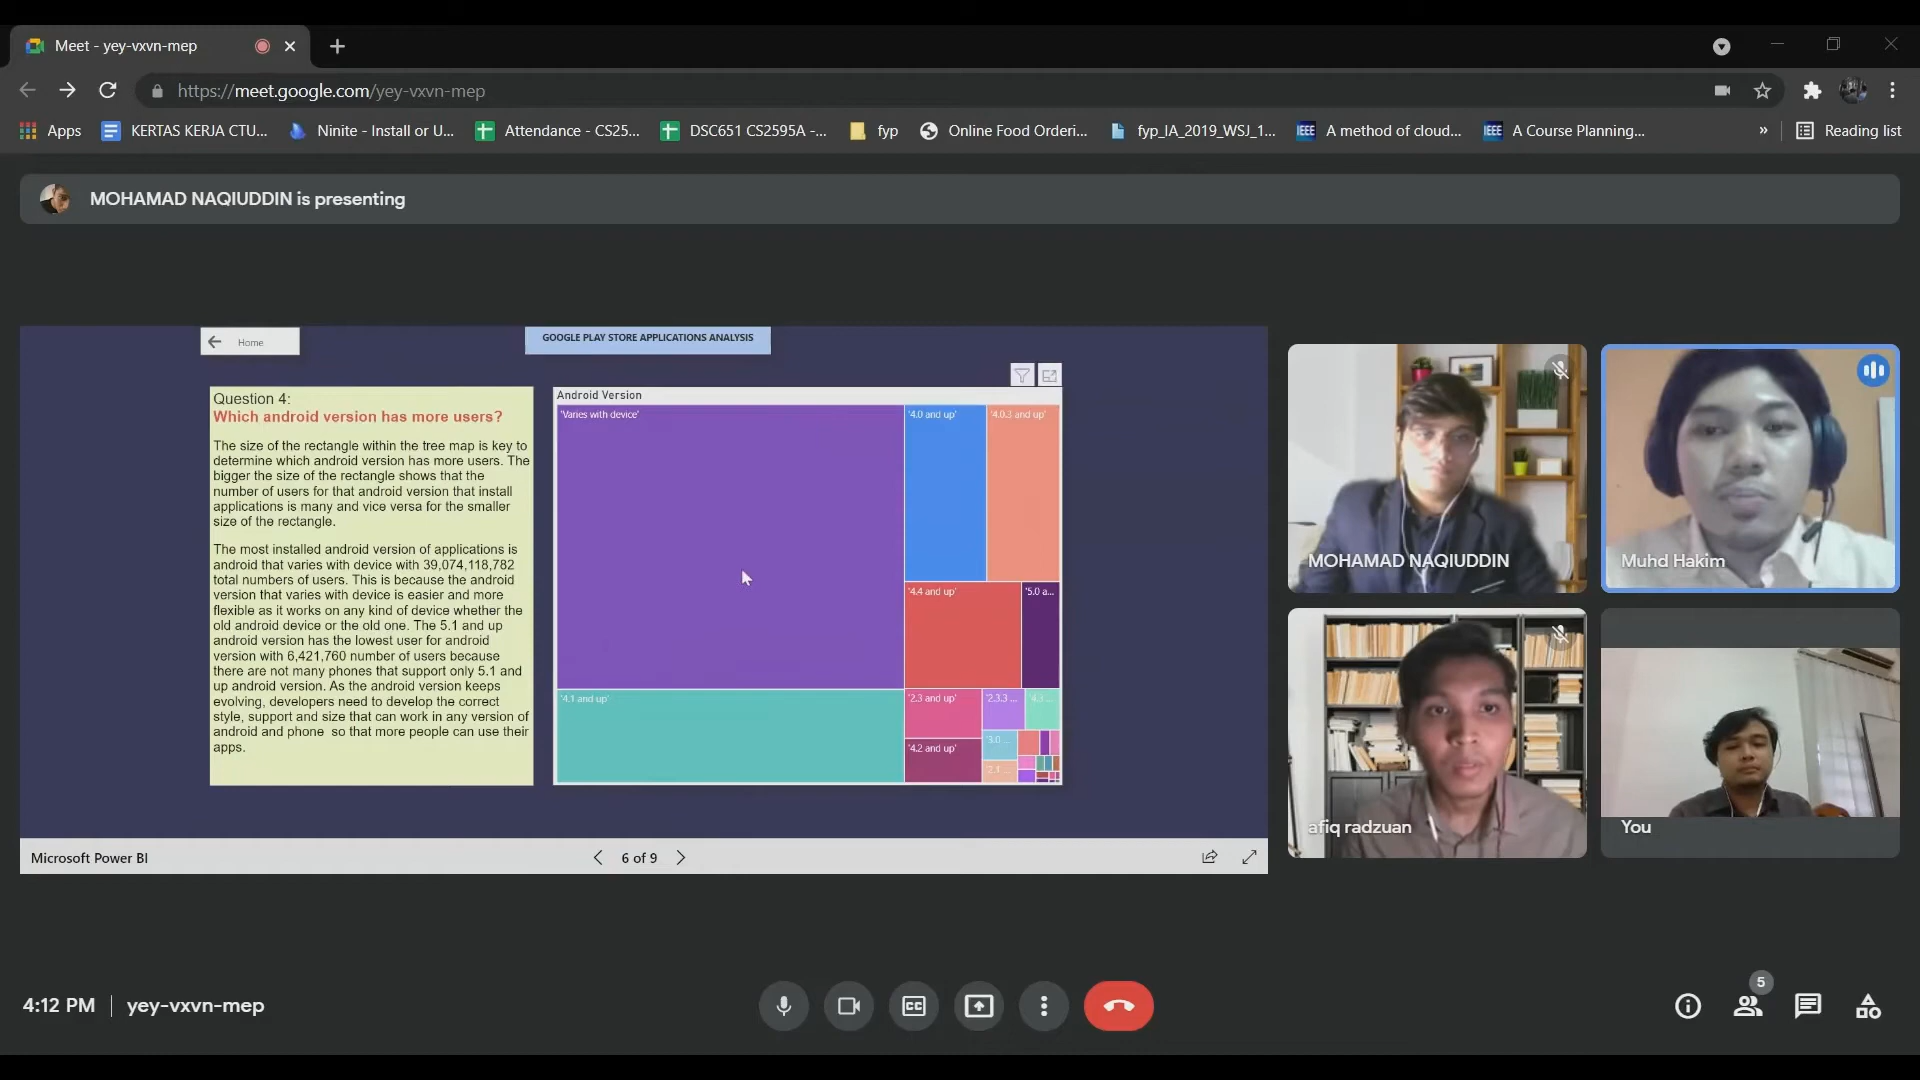 Meet - yey-vxvn-mep
https://meet.google.com/yey-vxvn-mep
Apps
KERTAS KERJA CTU...
Ninite - Install or U...
Attendance - CS25...
DSC651 CS2595A -...
fyp
Online Food Orderi...
fyp_IA_2019_WSJ_1...
IEEE
A method of cloud...
IEEE
A Course Planning...
»
Reading list
MOHAMAD NAQIUDDIN is presenting
Home
GOOGLE PLAY STORE APPLICATIONS ANALYSIS
Question 4:
Which android version has more users?
The size of the rectangle within the tree map is key to
determine which android version has more users. The
bigger the size of the rectangle shows that the
number of users for that android version that install
applications is many and vice versa for the smaller
size of the rectangle.
The most installed android version of applications is
android that varies with device with 39,074,118,782
total numbers of users. This is because the android
version that varies with device is easier and more
flexible as it works on any kind of device whether the
old android device or the old one. The 5.1 and up
android version has the lowest user for android
version with 6,421,760 number of users because
there are not many phones that support only 5.1 and
up android version. As the android version keeps
evolving, developers need to develop the correct
style, support and size that can work in any version of
android and phone so that more people can use their
apps.
Android Version
'Varies with device'
'4.0 and up'
'4.0.3 and up'
'4.4 and up'
'5.0 a...
'4.1 and up'
'2.3 and up'
'2.3.3 ...
'4.3 ...
'4.2 and up'
'3.0 ...
'2.1 ...
Microsoft Power BI
6 of 9
MOHAMAD NAQIUDDIN
Muhd Hakim
afiq radzuan
You
4:12 PM
yey-vxvn-mep
CC
5